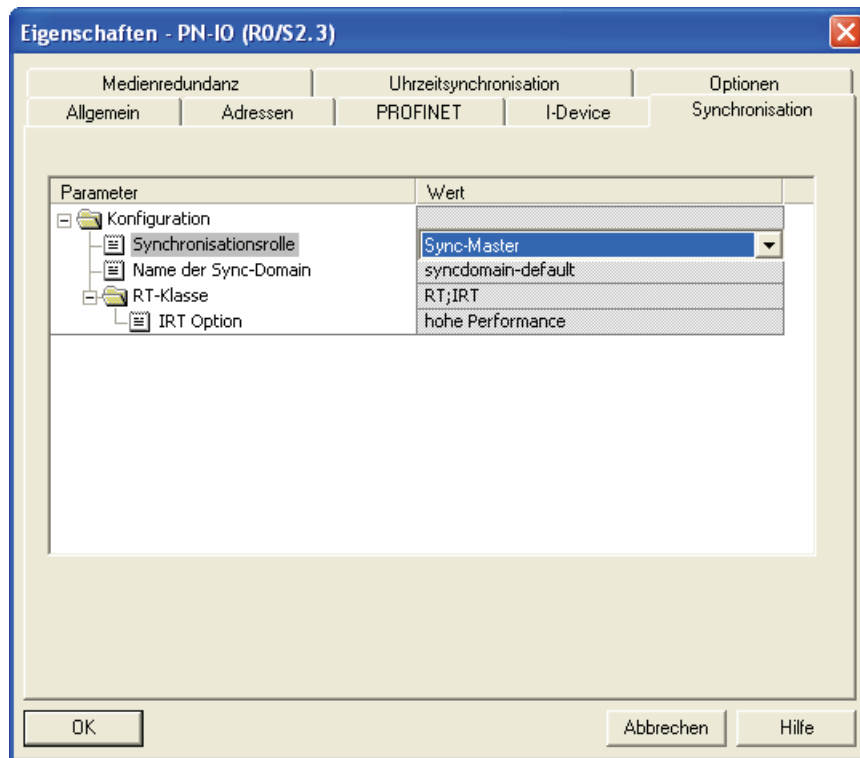 Eigenschaften - PN-IO (R0/S2.3)
Medienredundanz Uhrzeitsynchronisation Optionen
Allgemein Adressen PROFINET I-Device Synchronisation
Parameter Wert
Konfiguration
Synchronisationsrolle Sync-Master
Name der Sync-Domain syncdomain-default
RT-Klasse RT;IRT
IRT Option hohe Performance
OK Abbrechen Hilfe